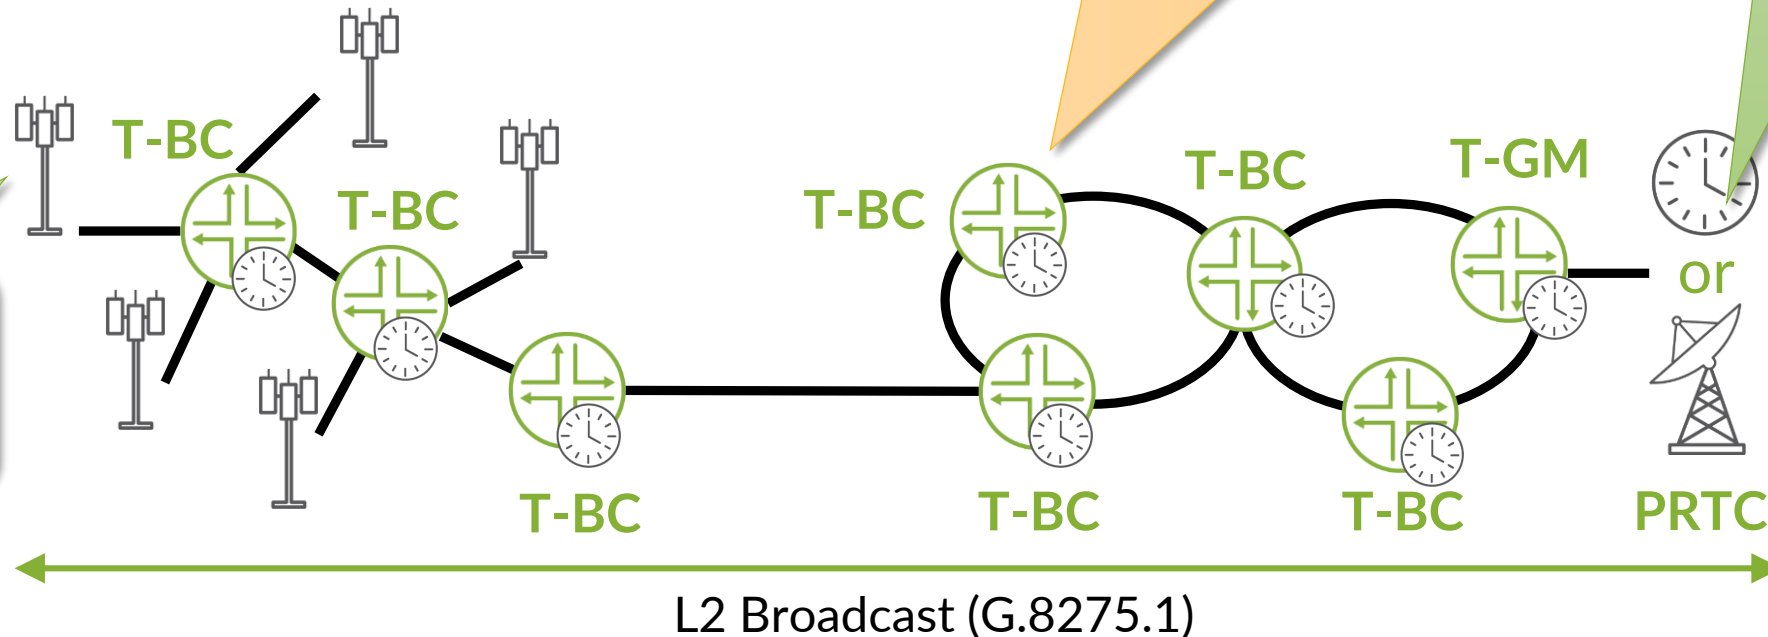 T-BC
T-BC
T-BC
T-BC
T-GM
or
T-BC
T-BC
T-BC
PRTC
L2 Broadcast (G.8275.1)